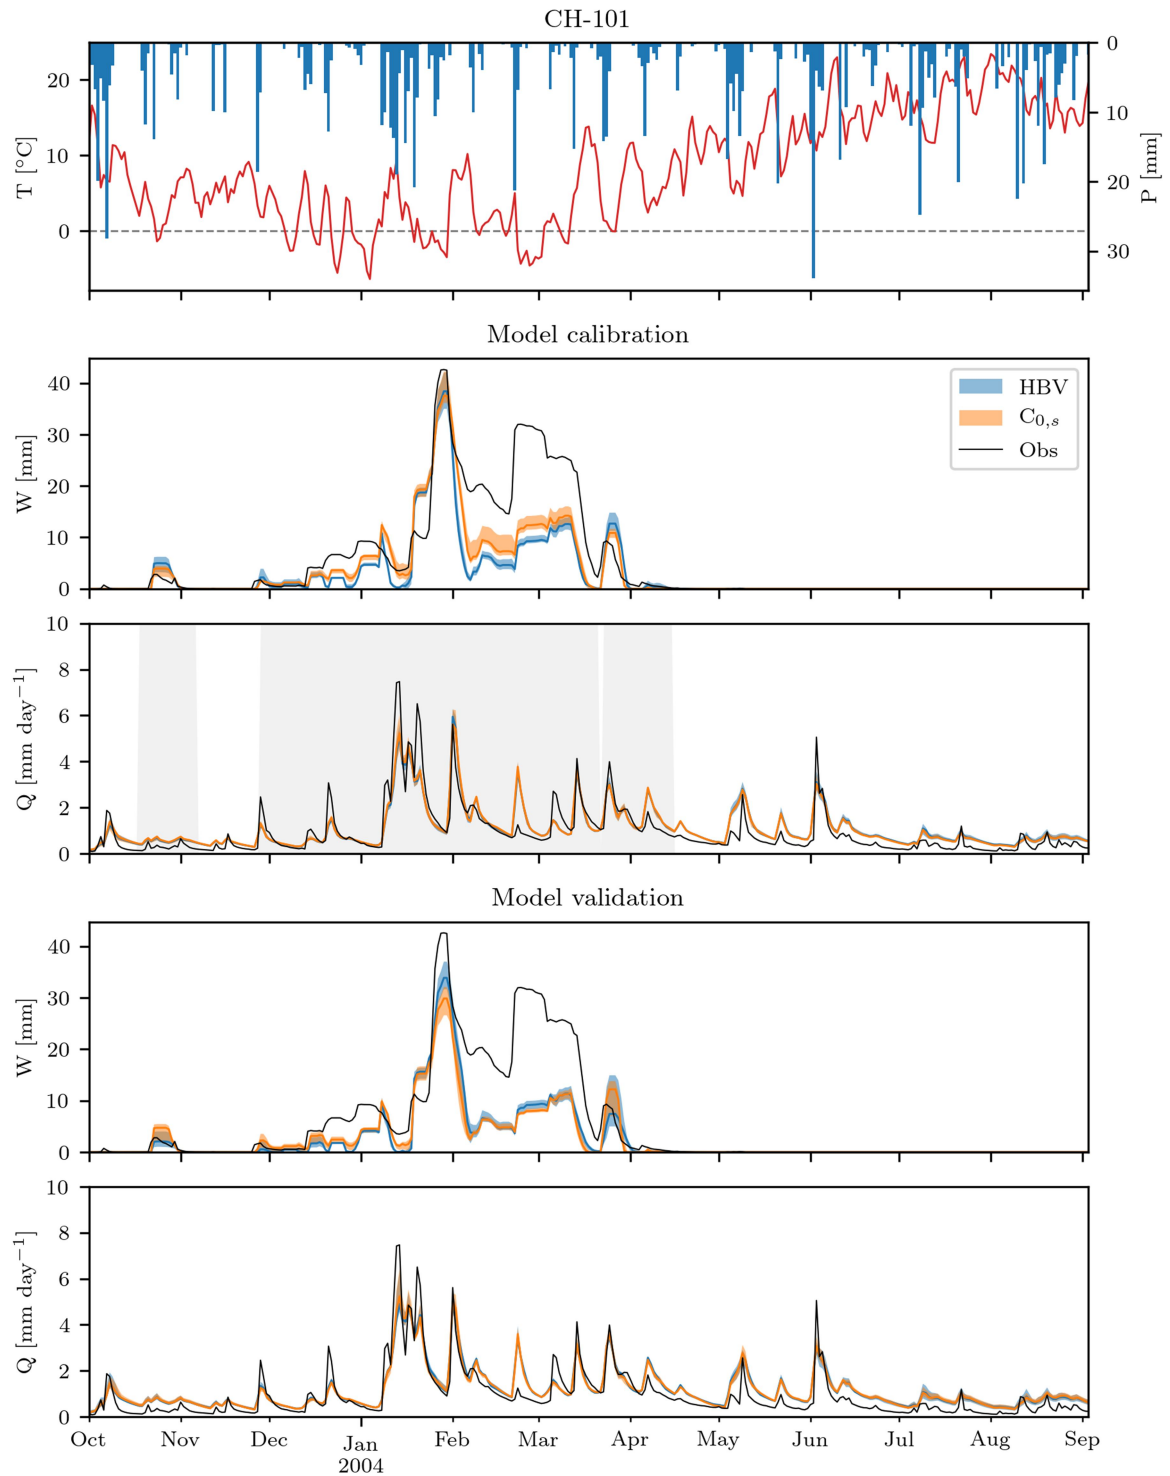 CH-101
20
10
0
T [°C]
0
10
20
30
P [mm]
Model calibration
40
30
20
10
0
W [mm]
HBV
C₀,ₛ
Obs
10
8
6
4
2
0
Q [mm day⁻¹]
Model validation
40
30
20
10
0
W [mm]
10
8
6
4
2
0
Q [mm day⁻¹]
Oct Nov Dec Jan Feb Mar Apr May Jun Jul Aug Sep
2004